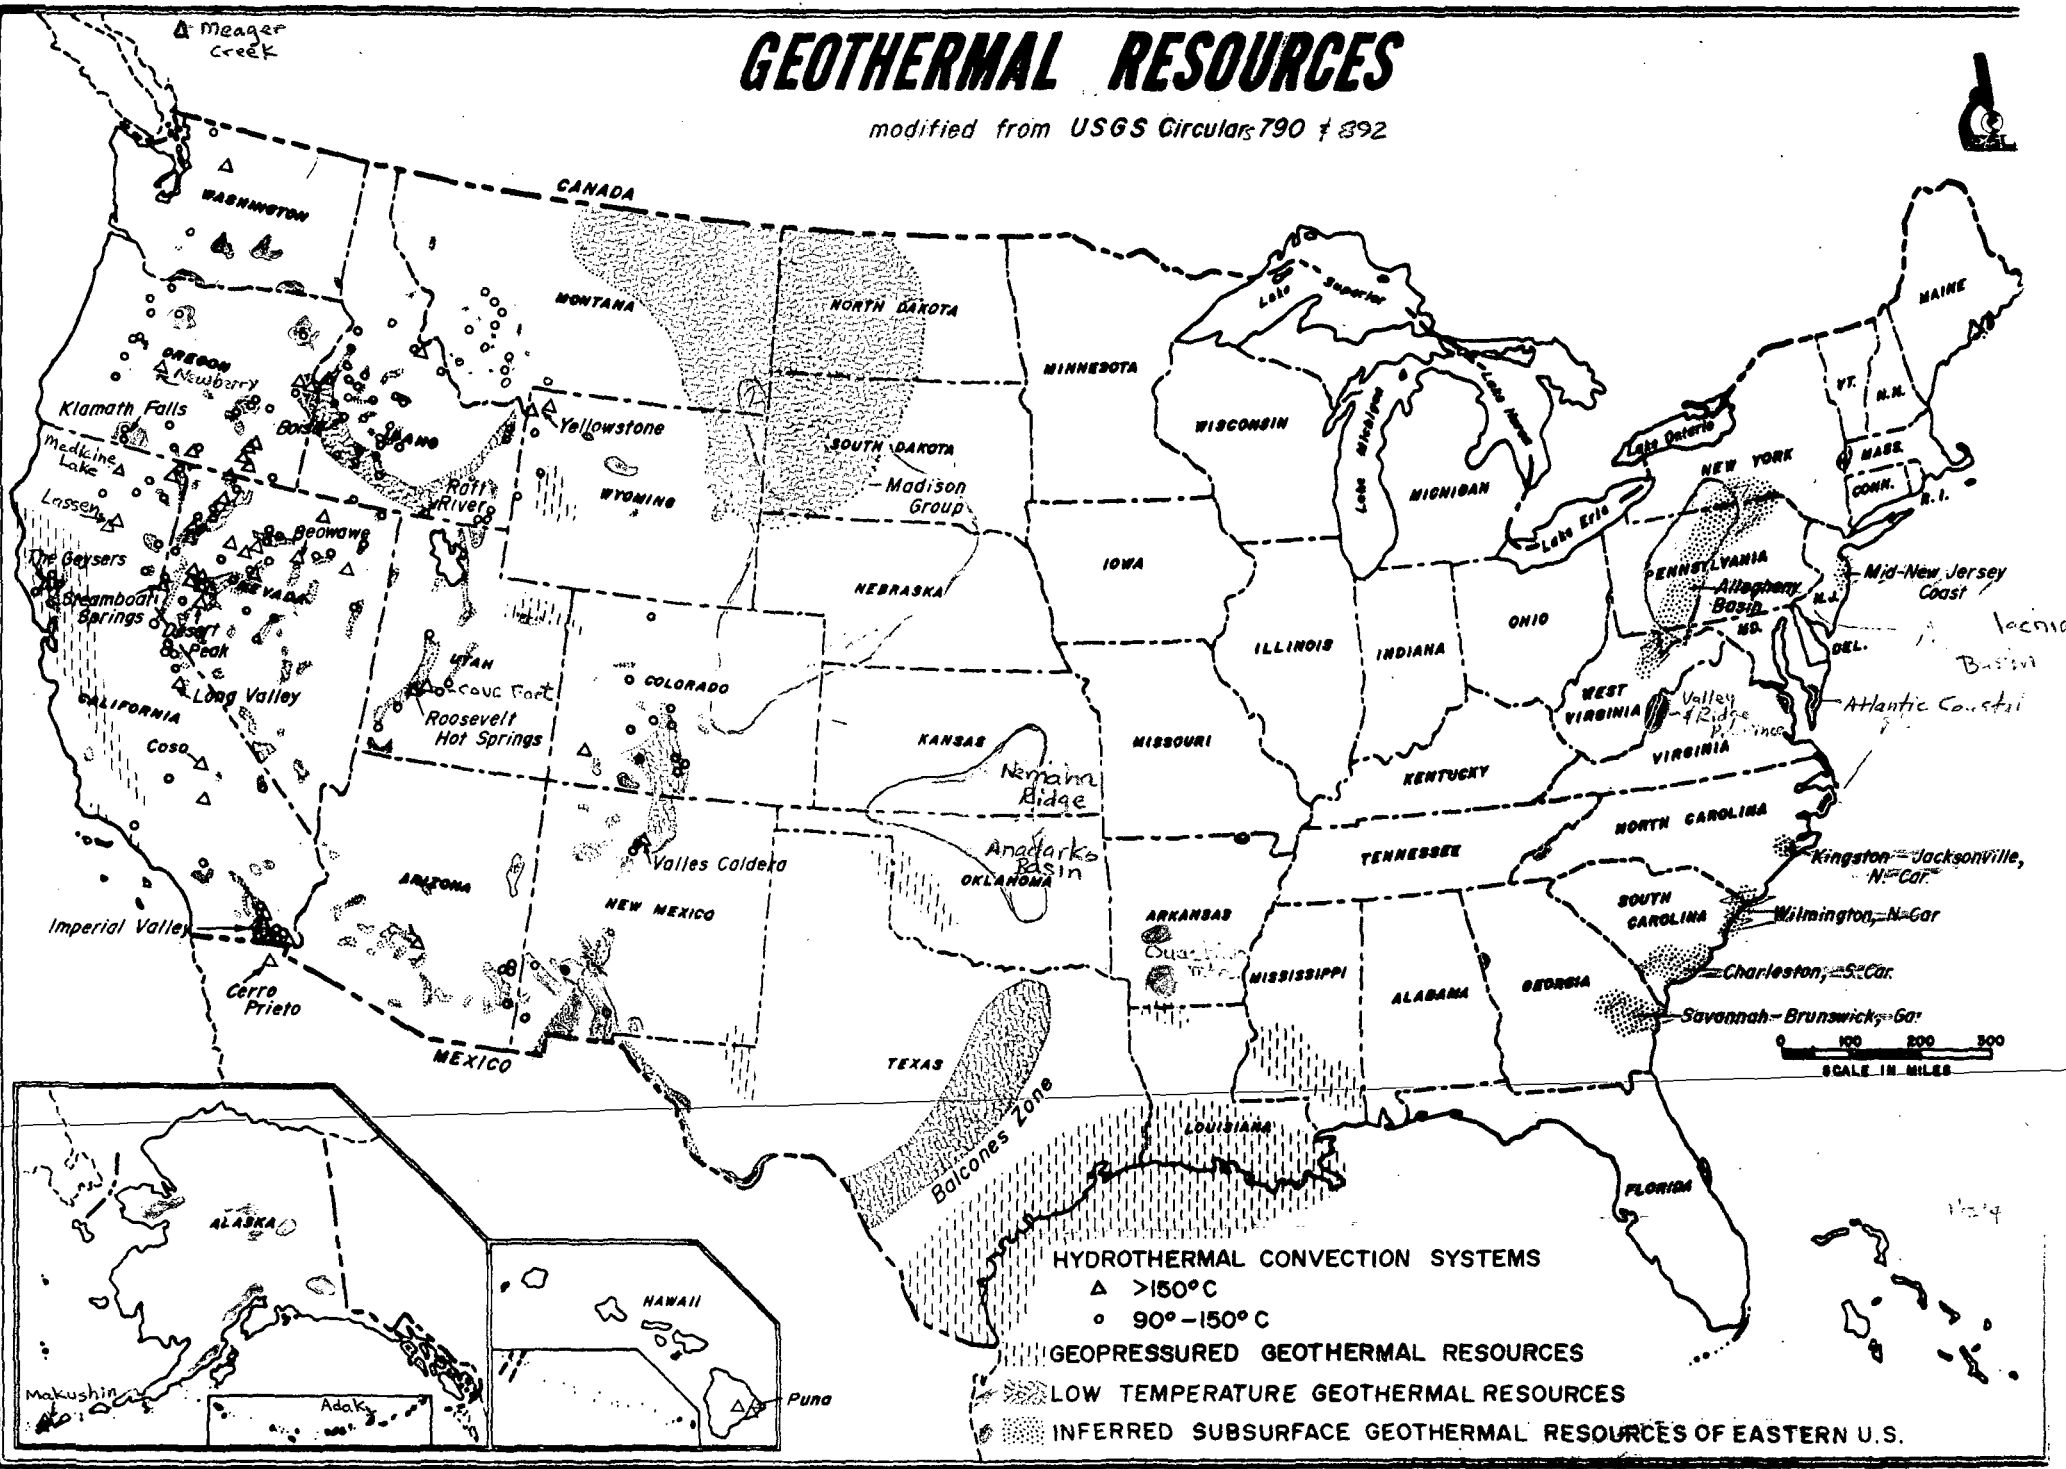 Meager
Creek
GEOTHERMAL RESOURCES
modified from USGS Circulars 790 & 892
CANADA
WASHINGTON
MONTANA
NORTH DAKOTA
MINNESOTA
Lake Superior
MAINE
OREGON
Newberry
Klamath Falls
Boise
IDAHO
Yellowstone
SOUTH DAKOTA
Madison
Group
WISCONSIN
Lake Michigan
Lake Huron
MICHIGAN
Lake Ontario
NEW YORK
VT.
N.H.
MASS.
CONN.
R.I.
Medicine
Lake
Lassen
Raft
River
WYOMING
Beowawe
The Geysers
Steamboat
Springs
NEVADA
Desert
Peak
Long Valley
CALIFORNIA
Coso
UTAH
Cove Fort
Roosevelt
Hot Springs
COLORADO
NEBRASKA
IOWA
Lake Erie
PENNSYLVANIA
Allegheny
Basin
N.J.
Mid-New Jersey
Coast
MD.
DEL.
Basin
ILLINOIS
INDIANA
OHIO
WEST
VIRGINIA
Valley
& Ridge
Province
Atlantic Coastal
VIRGINIA
KANSAS
Nemaha
Ridge
MISSOURI
KENTUCKY
NORTH CAROLINA
TENNESSEE
Kingston-Jacksonville,
N. Car.
Anadarko
Basin
OKLAHOMA
Valles Caldera
ARIZONA
NEW MEXICO
ARKANSAS
SOUTH
CAROLINA
Wilmington, N. Car
Charleston, S. Car.
Imperial Valley
Cerro
Prieto
MEXICO
MISSISSIPPI
ALABAMA
GEORGIA
Savannah-Brunswick, Ga.
0 100 200 300
SCALE IN MILES
TEXAS
Balcones Zone
LOUISIANA
FLORIDA
ALASKA
Makushin
Adak
HAWAII
Puna
HYDROTHERMAL CONVECTION SYSTEMS
>150°C
90°-150°C
GEOPRESSURED GEOTHERMAL RESOURCES
LOW TEMPERATURE GEOTHERMAL RESOURCES
INFERRED SUBSURFACE GEOTHERMAL RESOURCES OF EASTERN U.S.